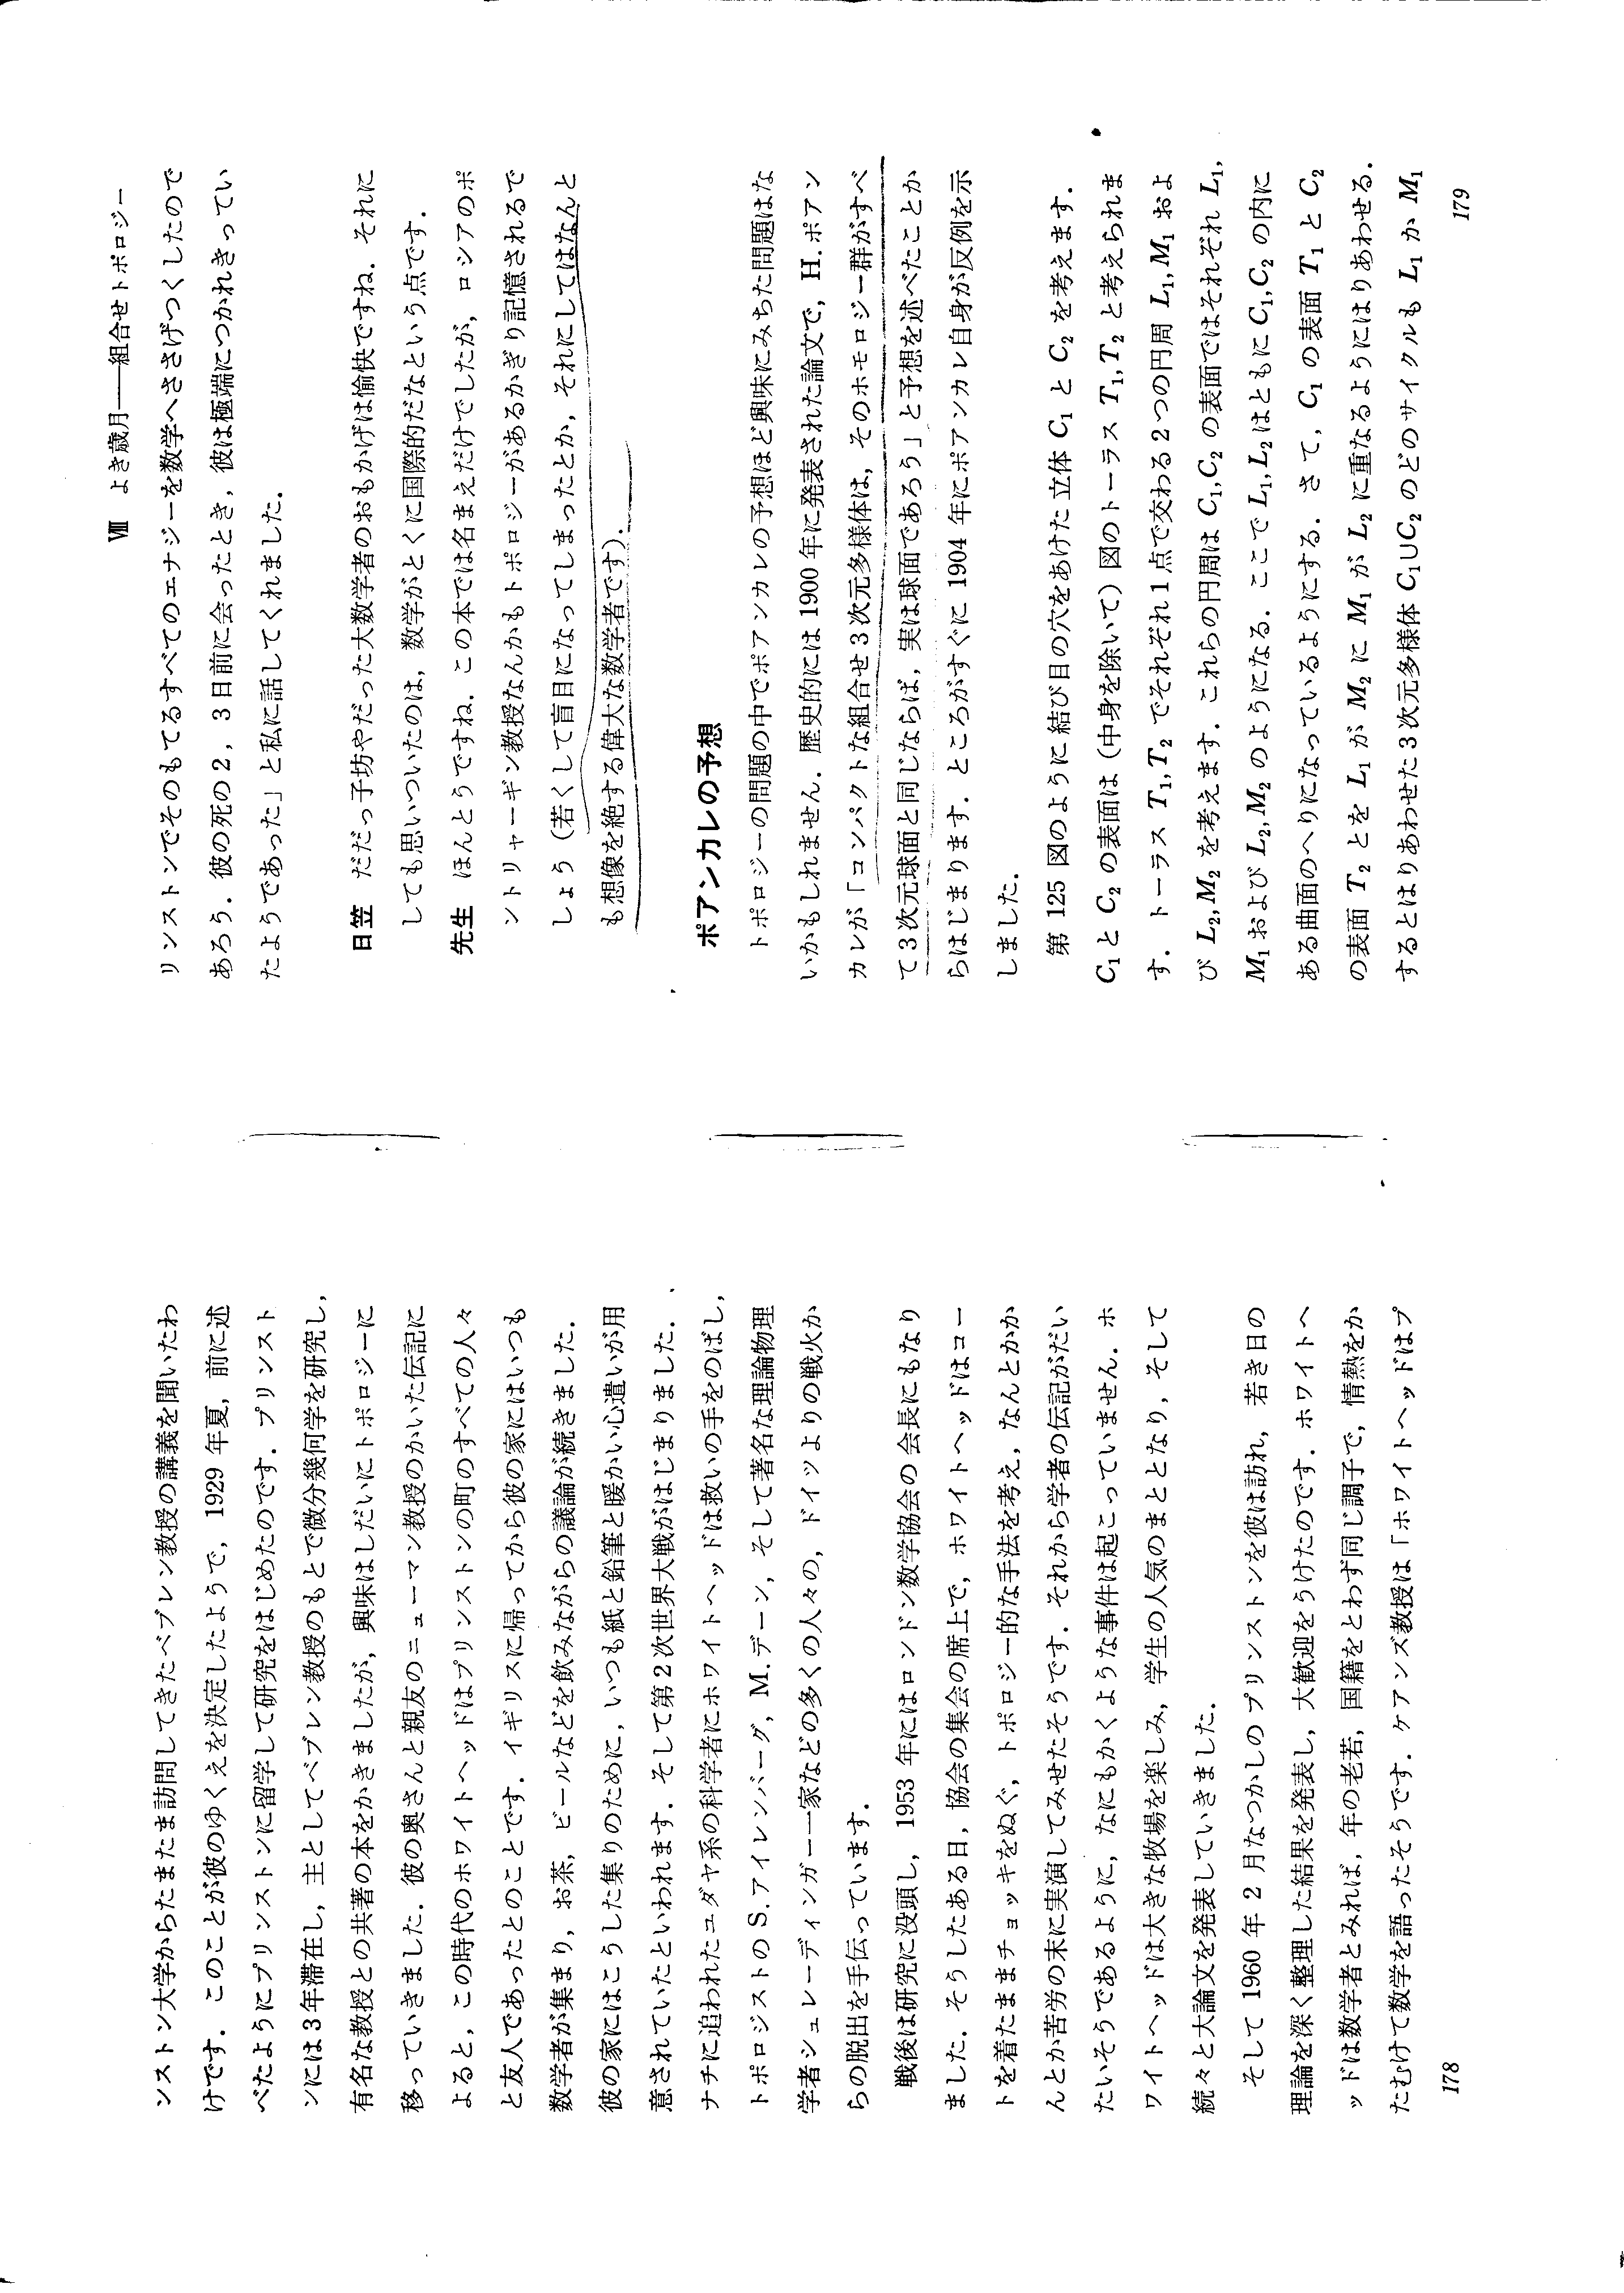 ンストン大学からたまたま訪問してきたベブレン教授の講義を聞いたわ
けです．このことが彼のゆくえを決定したようで，1929 年夏，前に述
べたようにプリンストンに留学して研究をはじめたのです．プリンスト
ンには3年滞在し，主としてベブレン教授のもとで微分幾何学を研究し，
有名な教授との共著の本をかきましたが，興味はしだいにトポロジーに
移っていきました．彼の奥さんと親友のニューマン教授のかいた伝記に
よると，この時代のホワイトヘッドはプリンストンの町のすべての人々
と友人であったとのことです．イギリスに帰ってから彼の家にはいつも
数学者が集まり，お茶，ビールなどを飲みながらの議論が続きました．
彼の家にはこうした集りのために，いつも紙と鉛筆と暖かい心遣いが用
意されていたといわれます．そして第2次世界大戦がはじまりました．
ナチに追われたユダヤ系の科学者にホワイトヘッドは救いの手をのばし，
トポロジストの S.アイレンバーグ，M.デーン，そして著名な理論物理
学者シュレーディンガー一家などの多くの人々の，ドイツよりの戦火か
らの脱出を手伝っています．
戦後は研究に没頭し，1953 年にはロンドン数学協会の会長にもなり
ました．そうしたある日，協会の集会の席上で，ホワイトヘッドはコー
トを着たままチョッキをぬぐ，トポロジー的な手法を考え，なんとかか
んとか苦労の末に実演してみせたそうです．それから学者の伝記がだい
たいそうであるように，なにもかくような事件は起こっていません．ホ
ワイトヘッドは大きな牧場を楽しみ，学生の人気のまととなり，そして
続々と大論文を発表していきました．
そして 1960 年 2 月なつかしのプリンストンを彼は訪れ，若き日の
理論を深く整理した結果を発表し，大歓迎をうけたのです．ホワイトヘ
ッドは数学者とみれば，年の老若，国籍をとわず同じ調子で，情熱をか
たむけて数学を語ったそうです．ケアンズ教授は「ホワイトヘッドはプ
178
Ⅷ よき歳月——組合せトポロジー
リンストンでそのもてるすべてのエナジーを数学へささげつくしたので
あろう．彼の死の2，3日前に会ったとき，彼は極端につかれきってい
たようであった」と私に話してくれました．
日笠 だだっ子坊やだった大数学者のおもかげは愉快ですね．それに
しても思いついたのは，数学がとくに国際的だなという点です．
先生 ほんとうですね．この本では名まえだけでしたが，ロシアのポ
ントリャーギン教授なんかもトポロジーがあるかぎり記憶されるで
しょう（若くして盲目になってしまったとか，それにしてはなんと
も想像を絶する偉大な数学者です）．
ポアンカレの予想
トポロジーの問題の中でポアンカレの予想ほど興味にみちた問題はな
いかもしれません．歴史的には 1900 年に発表された論文で，H.ポアン
カレが「コンパクトな組合せ3次元多様体は，そのホモロジー群がすべ
て3次元球面と同じならば，実は球面であろう」と予想を述べたことか
らはじまります．ところがすぐに 1904 年にポアンカレ自身が反例を示
しました．
第 125 図のように結び目の穴をあけた立体 C₁ と C₂ を考えます．
C₁ と C₂ の表面は（中身を除いて）図のトーラス T₁, T₂ と考えられま
す．トーラス T₁, T₂ でそれぞれ1点で交わる2つの円周 L₁, M₁ およ
び L₂, M₂ を考えます．これらの円周は C₁, C₂ の表面ではそれぞれ L₁,
M₁ および L₂, M₂ のようになる．ここで L₁, L₂ はともに C₁, C₂ の内に
ある曲面のへりになっているようにする．さて，C₁ の表面 T₁ と C₂
の表面 T₂ とを L₁ が M₂ に M₁ が L₂ に重なるようにはりあわせる．
するとはりあわせた3次元多様体 C₁∪C₂ のどのサイクルも L₁ か M₁
179